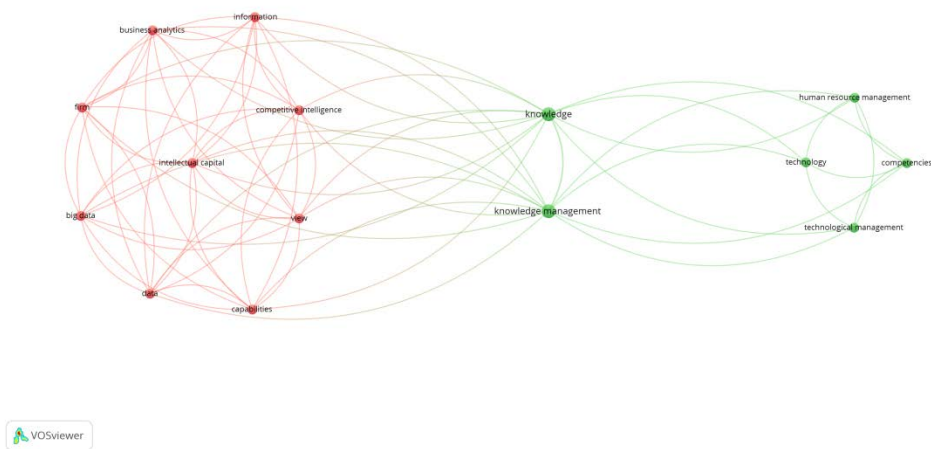 information
business analytics
human resource management
firm
competitive intelligence
knowledge
intellectual capital
technology
competencies
knowledge management
big data
view
technological management
data
capabilities
VOSviewer